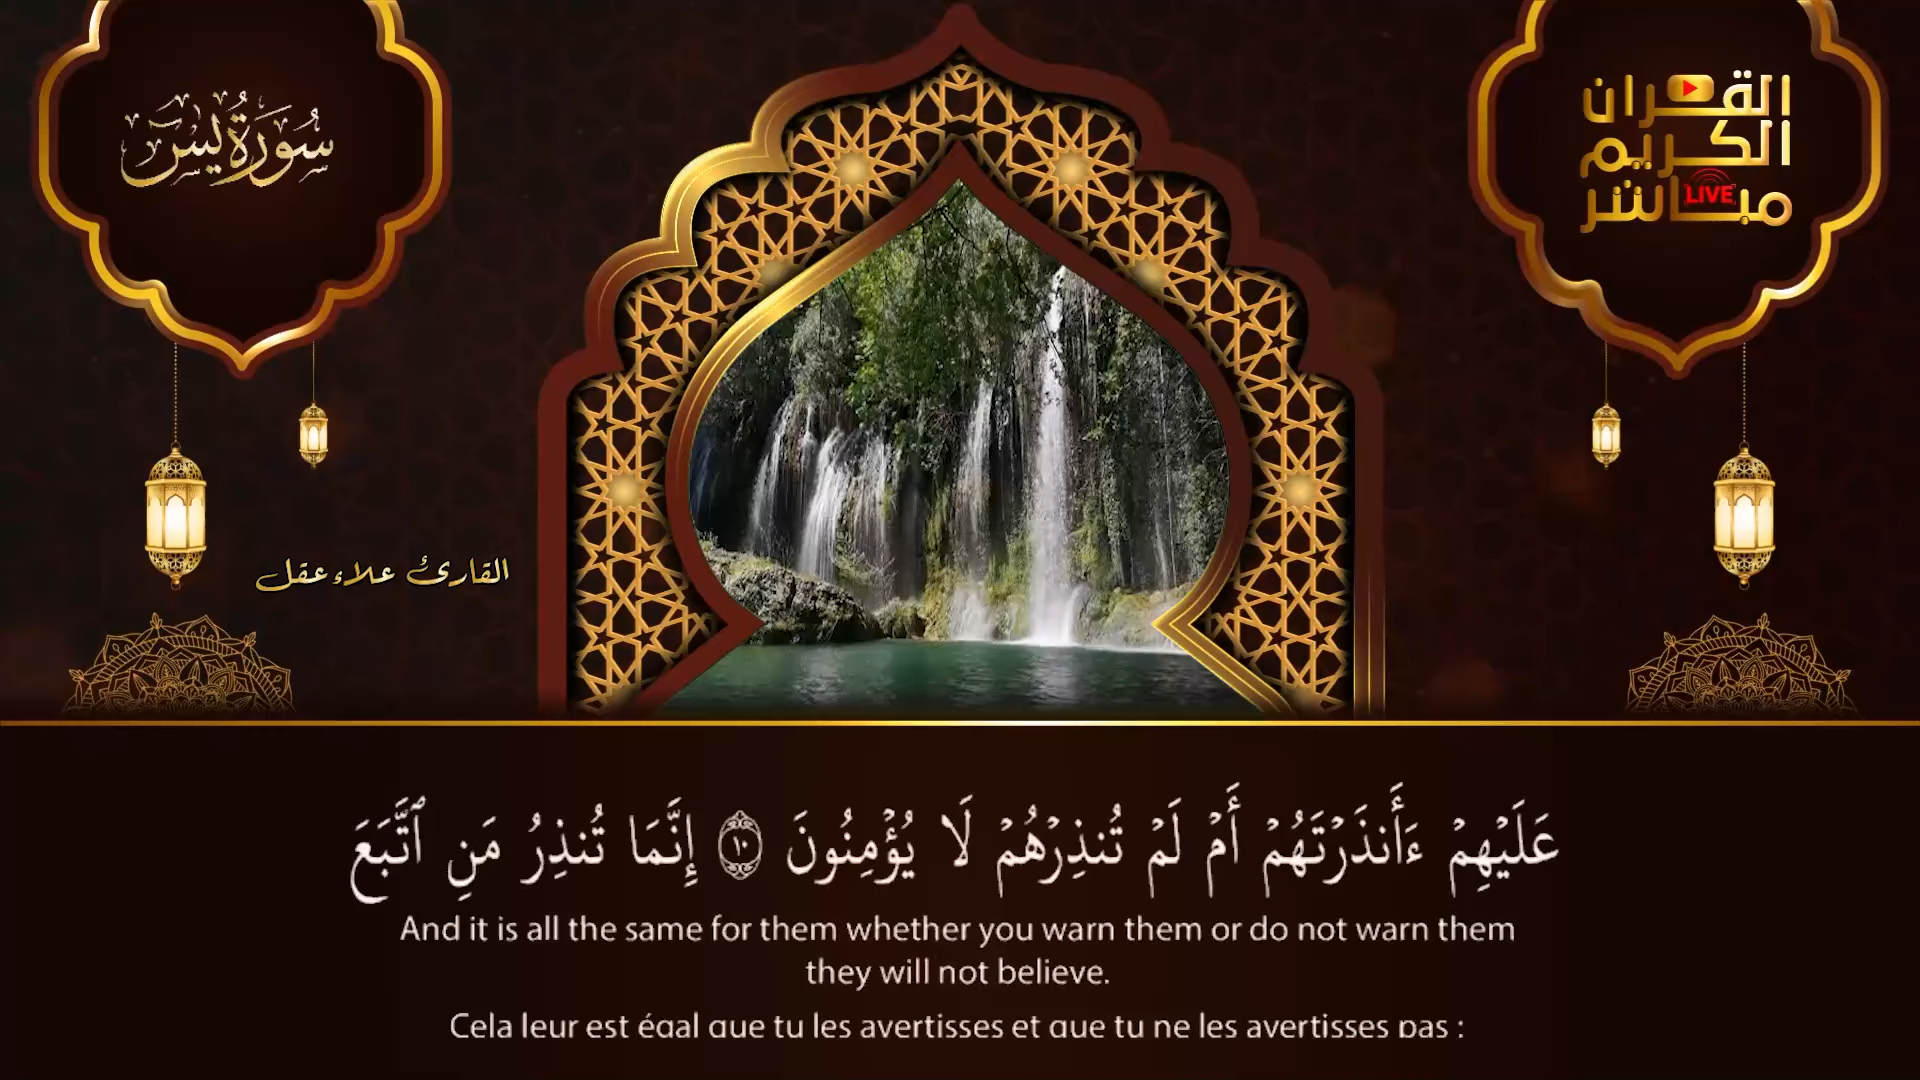 سُورَةُ يسٓ
القران
الكريم
مباشر
LIVE
القارئ علاء عقل
عَلَيْهِمْ ءَأَنذَرْتَهُمْ أَمْ لَمْ تُنذِرْهُمْ لَا يُؤْمِنُونَ ١٠ إِنَّمَا تُنذِرُ مَنِ ٱتَّبَعَ
And it is all the same for them whether you warn them or do not warn them
they will not believe.
Cela leur est égal que tu les avertisses et que tu ne les avertisses pas :